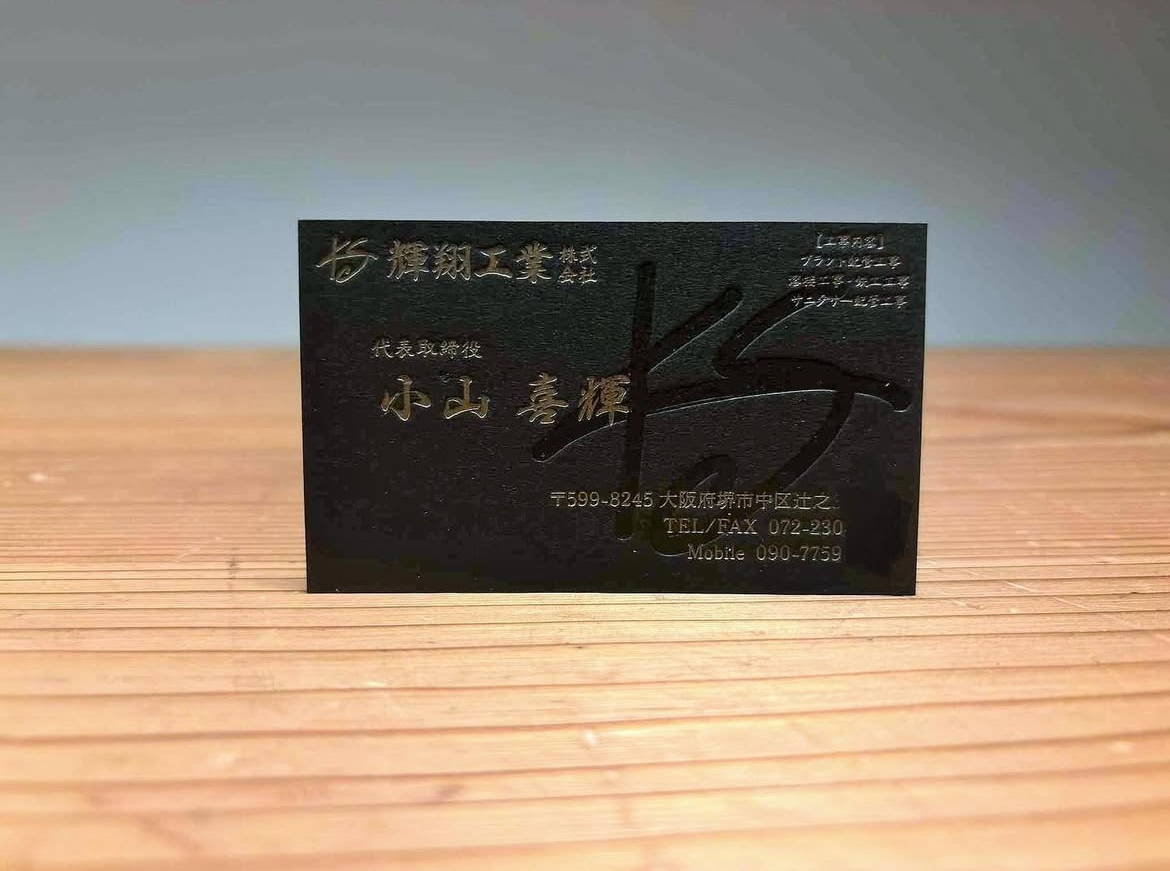 輝翔工業株式会社
【工事内容】
プラント配管工事
溶接工事・鉄工工事
サニタリー配管工事
代表取締役
小山 喜輝
〒599-8245 大阪府堺市中区辻之
TEL/FAX 072-230
Mobile 090-7759